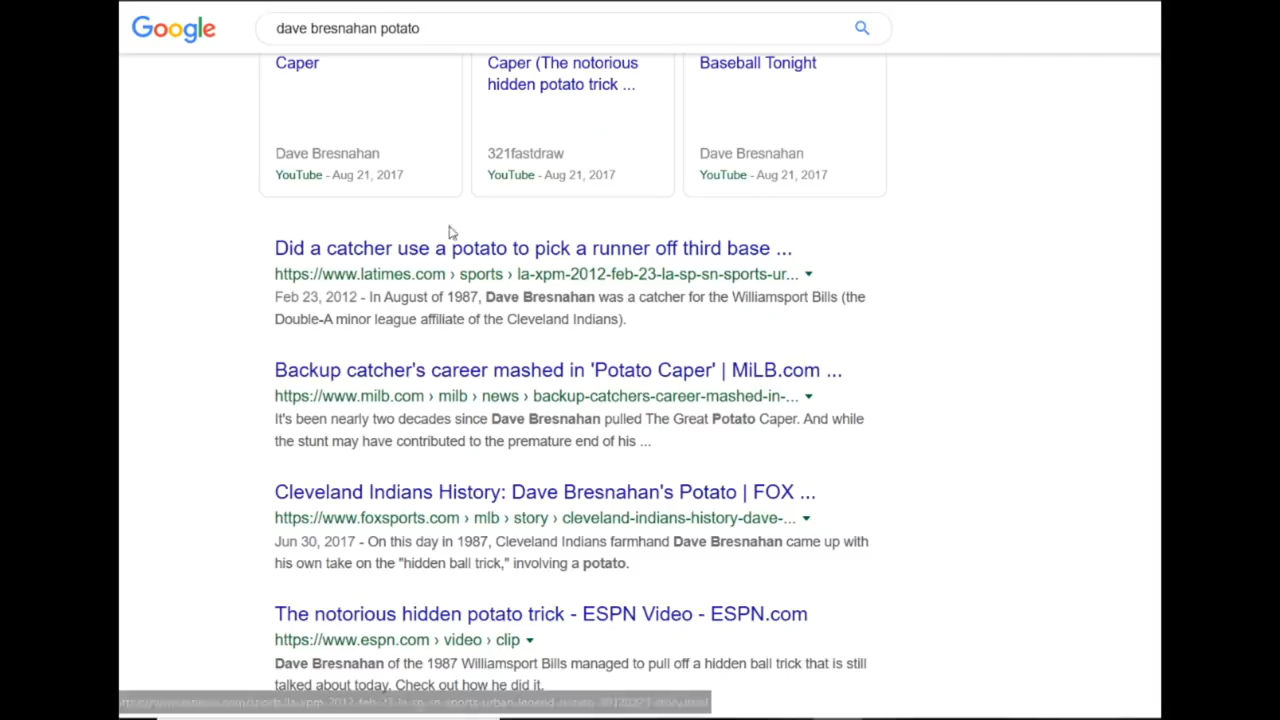 Google
dave bresnahan potato
Caper
Caper (The notorious
hidden potato trick ...
Baseball Tonight
Dave Bresnahan
YouTube - Aug 21, 2017
321fastdraw
YouTube - Aug 21, 2017
Dave Bresnahan
YouTube - Aug 21, 2017
Did a catcher use a potato to pick a runner off third base ...
https://www.latimes.com › sports › la-xpm-2012-feb-23-la-sp-sn-sports-ur...
Feb 23, 2012 - In August of 1987, Dave Bresnahan was a catcher for the Williamsport Bills (the
Double-A minor league affiliate of the Cleveland Indians).
Backup catcher's career mashed in 'Potato Caper' | MiLB.com ...
https://www.milb.com › milb › news › backup-catchers-career-mashed-in-...
It's been nearly two decades since Dave Bresnahan pulled The Great Potato Caper. And while
the stunt may have contributed to the premature end of his ...
Cleveland Indians History: Dave Bresnahan's Potato | FOX ...
https://www.foxsports.com › mlb › story › cleveland-indians-history-dave-...
Jun 30, 2017 - On this day in 1987, Cleveland Indians farmhand Dave Bresnahan came up with
his own take on the "hidden ball trick," involving a potato.
The notorious hidden potato trick - ESPN Video - ESPN.com
https://www.espn.com › video › clip
Dave Bresnahan of the 1987 Williamsport Bills managed to pull off a hidden ball trick that is still
talked about today. Check out how he did it.